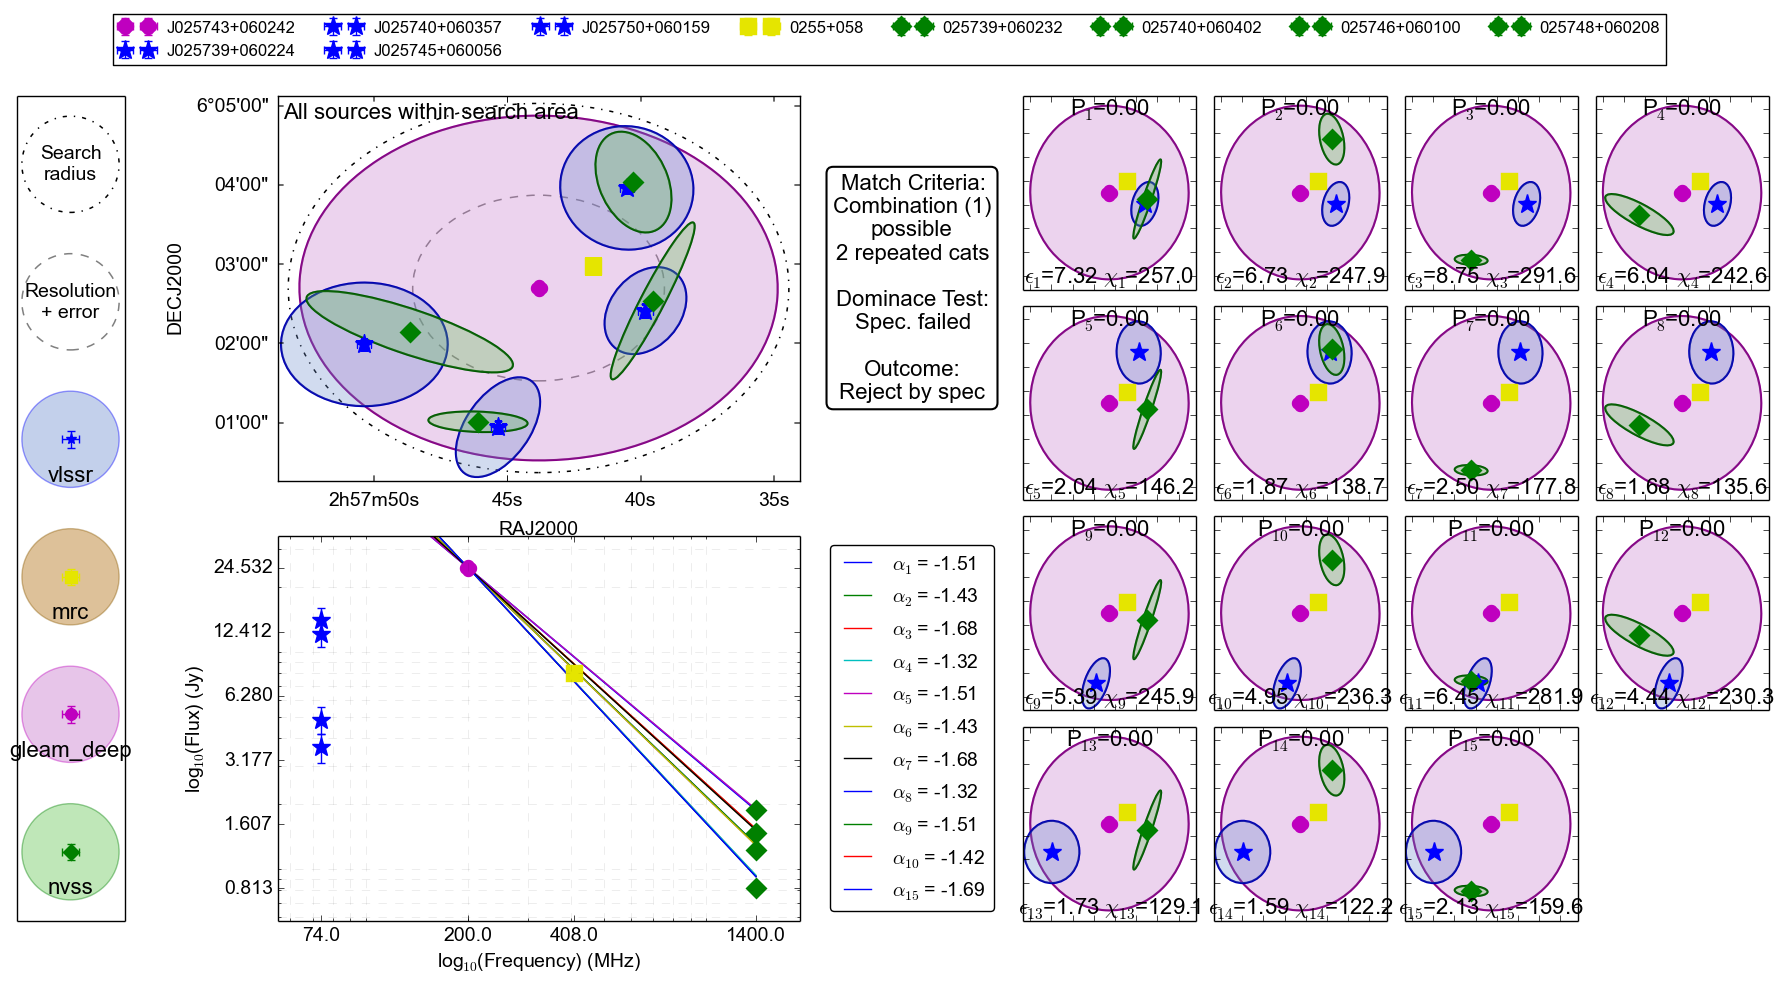 J025743+060242 J025740+060357 J025750+060159 0255+058 025739+060232 025740+060402 025746+060100 025748+060208
J025739+060224 J025745+060056
Search
radius
Resolution
+ error
vlssr
mrc
gleam_deep
nvss
All sources within search area
DECJ2000
6°05'00"
04'00"
03'00"
02'00"
01'00"
2h57m50s 45s 40s 35s
RAJ2000
Match Criteria:
Combination (1)
possible
2 repeated cats
Dominace Test:
Spec. failed
Outcome:
Reject by spec
log10(Flux) (Jy)
24.532
12.412
6.280
3.177
1.607
0.813
74.0 200.0 408.0 1400.0
log10(Frequency) (MHz)
α1 = -1.51
α2 = -1.43
α3 = -1.68
α4 = -1.32
α5 = -1.51
α6 = -1.43
α7 = -1.68
α8 = -1.32
α9 = -1.51
α10 = -1.42
α15 = -1.69
P1=0.00 P2=0.00 P3=0.00 P4=0.00
ϵ1=7.32 χ1=257.0 ϵ2=6.73 χ2=247.9 ϵ3=8.75 χ3=291.6 ϵ4=6.04 χ4=242.6
P5=0.00 P6=0.00 P7=0.00 P8=0.00
ϵ5=2.04 χ5=146.2 ϵ6=1.87 χ6=138.7 ϵ7=2.50 χ7=177.8 ϵ8=1.68 χ8=135.6
P9=0.00 P10=0.00 P11=0.00 P12=0.00
ϵ9=5.39 χ9=245.9 ϵ10=4.95 χ10=236.3 ϵ11=6.45 χ11=281.9 ϵ12=4.44 χ12=230.3
P13=0.00 P14=0.00 P15=0.00
ϵ13=1.73 χ13=129.1 ϵ14=1.59 χ14=122.2 ϵ15=2.13 χ15=159.6